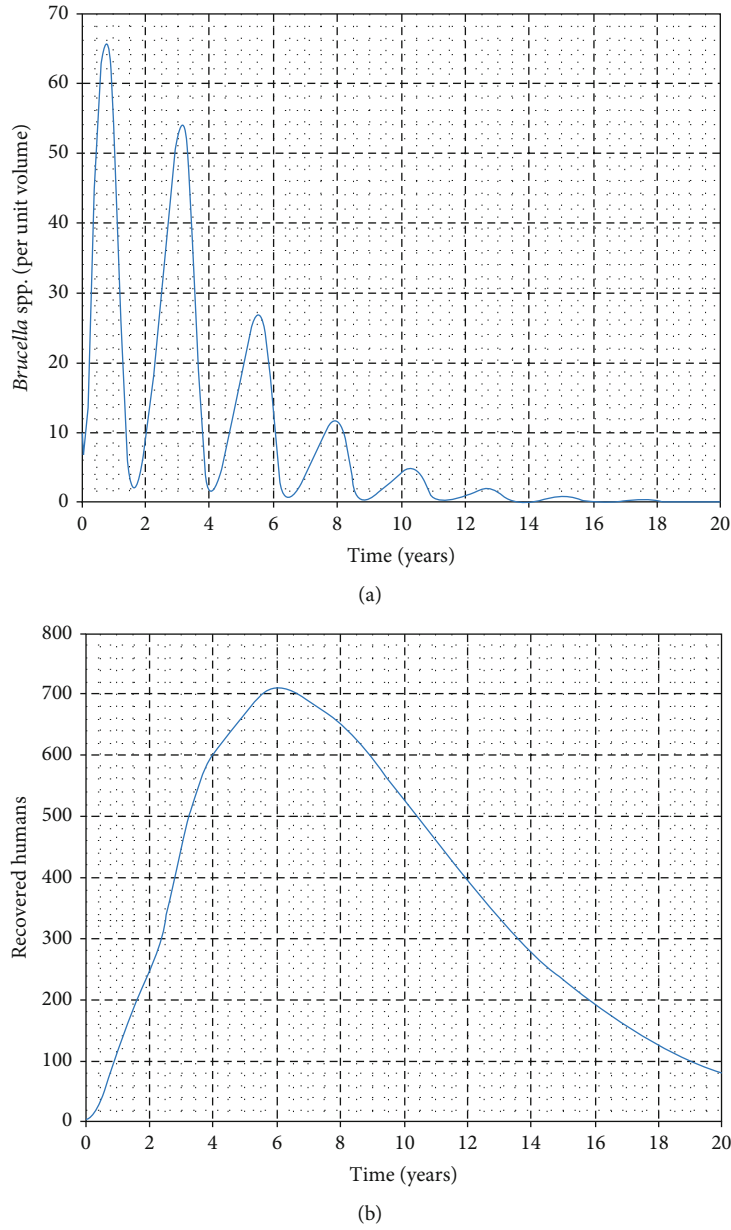 70
60
50
40
30
20
10
0
Brucella spp. (per unit volume)
0 2 4 6 8 10 12 14 16 18 20
Time (years)
(a)
800
700
600
500
400
300
200
100
0
Recovered humans
0 2 4 6 8 10 12 14 16 18 20
Time (years)
(b)